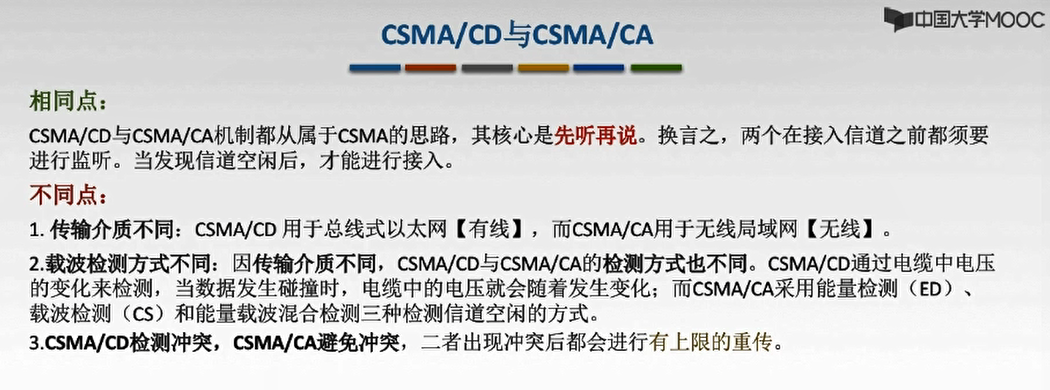 中国大学MOOC
CSMA/CD与CSMA/CA
相同点：
CSMA/CD与CSMA/CA机制都从属于CSMA的思路，其核心是先听再说。换言之，两个在接入信道之前都须要
进行监听。当发现信道空闲后，才能进行接入。
不同点：
1. 传输介质不同：CSMA/CD 用于总线式以太网【有线】，而CSMA/CA用于无线局域网【无线】。
2.载波检测方式不同：因传输介质不同，CSMA/CD与CSMA/CA的检测方式也不同。CSMA/CD通过电缆中电压
的变化来检测，当数据发生碰撞时，电缆中的电压就会随着发生变化；而CSMA/CA采用能量检测（ED）、
载波检测（CS）和能量载波混合检测三种检测信道空闲的方式。
3.CSMA/CD检测冲突，CSMA/CA避免冲突，二者出现冲突后都会进行有上限的重传。